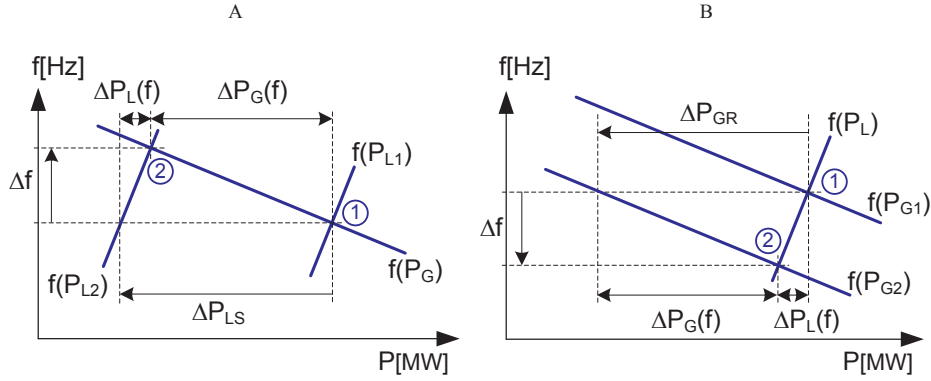 A
f[Hz]
ΔP_L(f)
ΔP_G(f)
f(P_L1)
Δf
2
1
f(P_L2)
f(P_G)
ΔP_LS
P[MW]
B
f[Hz]
ΔP_GR
f(P_L)
1
f(P_G1)
Δf
2
f(P_G2)
ΔP_G(f)
ΔP_L(f)
P[MW]